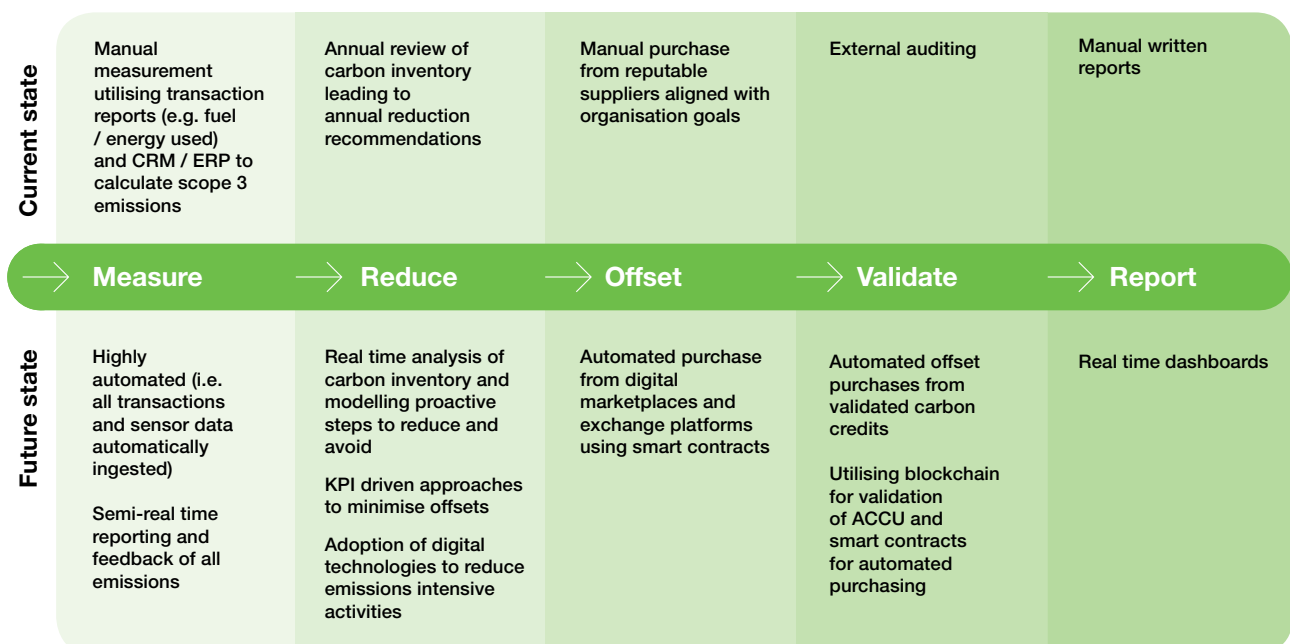 Current state
Manual
measurement
utilising transaction
reports (e.g. fuel
/ energy used)
and CRM / ERP to
calculate scope 3
emissions
Annual review of
carbon inventory
leading to
annual reduction
recommendations
Manual purchase
from reputable
suppliers aligned with
organisation goals
External auditing
Manual written
reports
Measure
Reduce
Offset
Validate
Report
Future state
Highly
automated (i.e.
all transactions
and sensor data
automatically
ingested)
Semi-real time
reporting and
feedback of all
emissions
Real time analysis of
carbon inventory and
modelling proactive
steps to reduce and
avoid
KPI driven approaches
to minimise offsets
Adoption of digital
technologies to reduce
emissions intensive
activities
Automated purchase
from digital
marketplaces and
exchange platforms
using smart contracts
Automated offset
purchases from
validated carbon
credits
Utilising blockchain
for validation
of ACCU and
smart contracts
for automated
purchasing
Real time dashboards